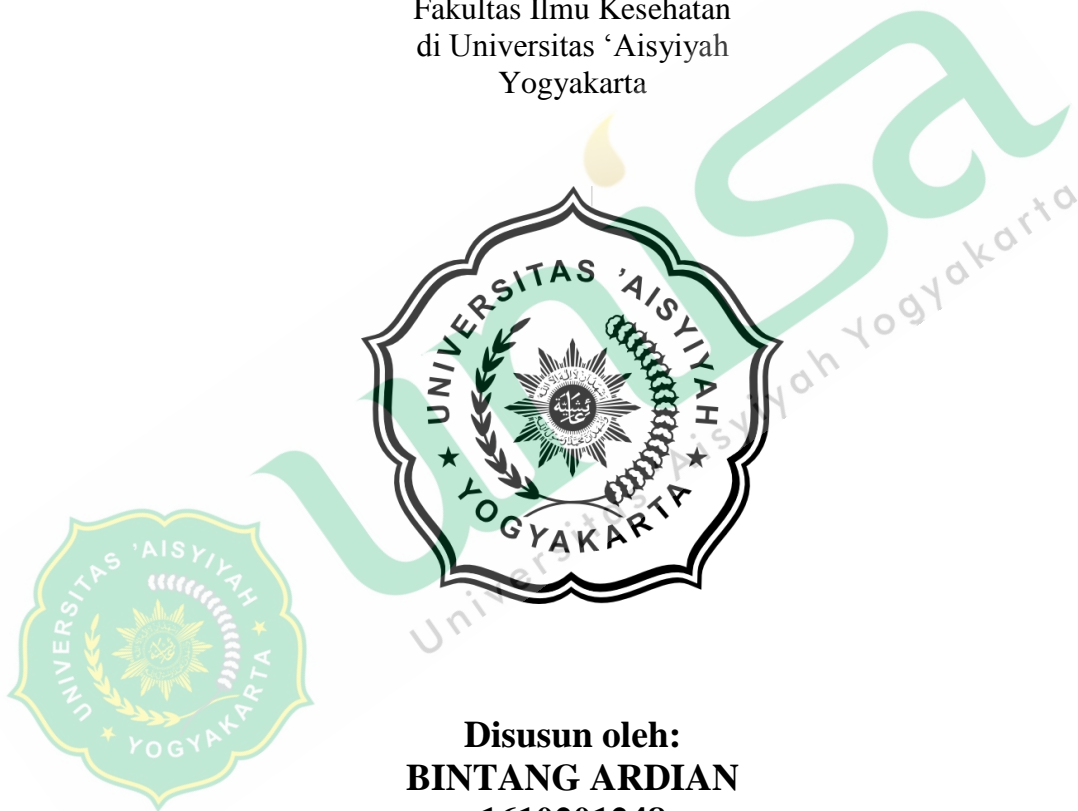 Fakultas Ilmu Kesehatan
di Universitas ‘Aisyiyah
Yogyakarta
UNIVERSITAS 'AISYIYAH
YOGYAKARTA
unisa
Universitas Aisyiyah Yogyakarta
UNIVERSITAS 'AISYIYAH
YOGYAKARTA
Disusun oleh:
BINTANG ARDIAN